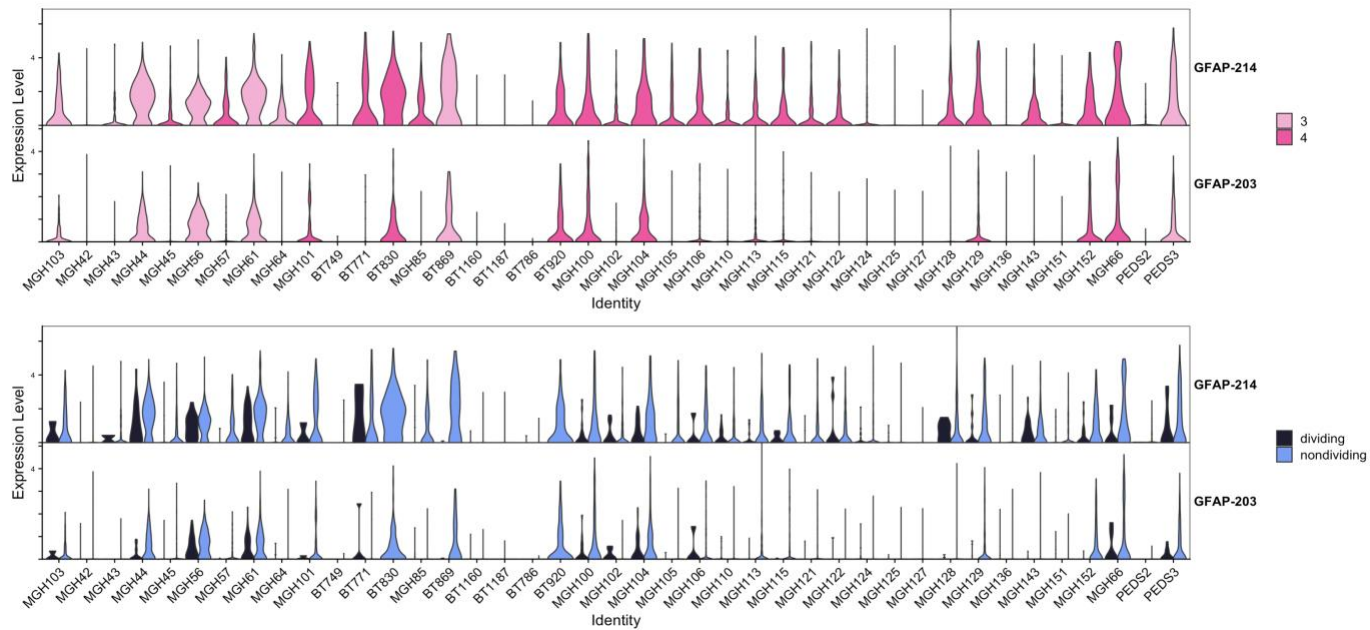 Expression Level
4
GFAP-214
4
GFAP-203
3
4
MGH103 MGH42 MGH43 MGH44 MGH45 MGH56 MGH57 MGH61 MGH64 MGH101 BT749 BT771 BT830 MGH85 BT869 BT1160 BT1187 BT786 BT920 MGH100 MGH102 MGH104 MGH105 MGH106 MGH110 MGH113 MGH115 MGH121 MGH122 MGH124 MGH125 MGH127 MGH128 MGH129 MGH136 MGH143 MGH151 MGH152 MGH66 PEDS2 PEDS3
Identity
Expression Level
4
GFAP-214
4
GFAP-203
dividing
nondividing
MGH103 MGH42 MGH43 MGH44 MGH45 MGH56 MGH57 MGH61 MGH64 MGH101 BT749 BT771 BT830 MGH85 BT869 BT1160 BT1187 BT786 BT920 MGH100 MGH102 MGH104 MGH105 MGH106 MGH110 MGH113 MGH115 MGH121 MGH122 MGH124 MGH125 MGH127 MGH128 MGH129 MGH136 MGH143 MGH151 MGH152 MGH66 PEDS2 PEDS3
Identity